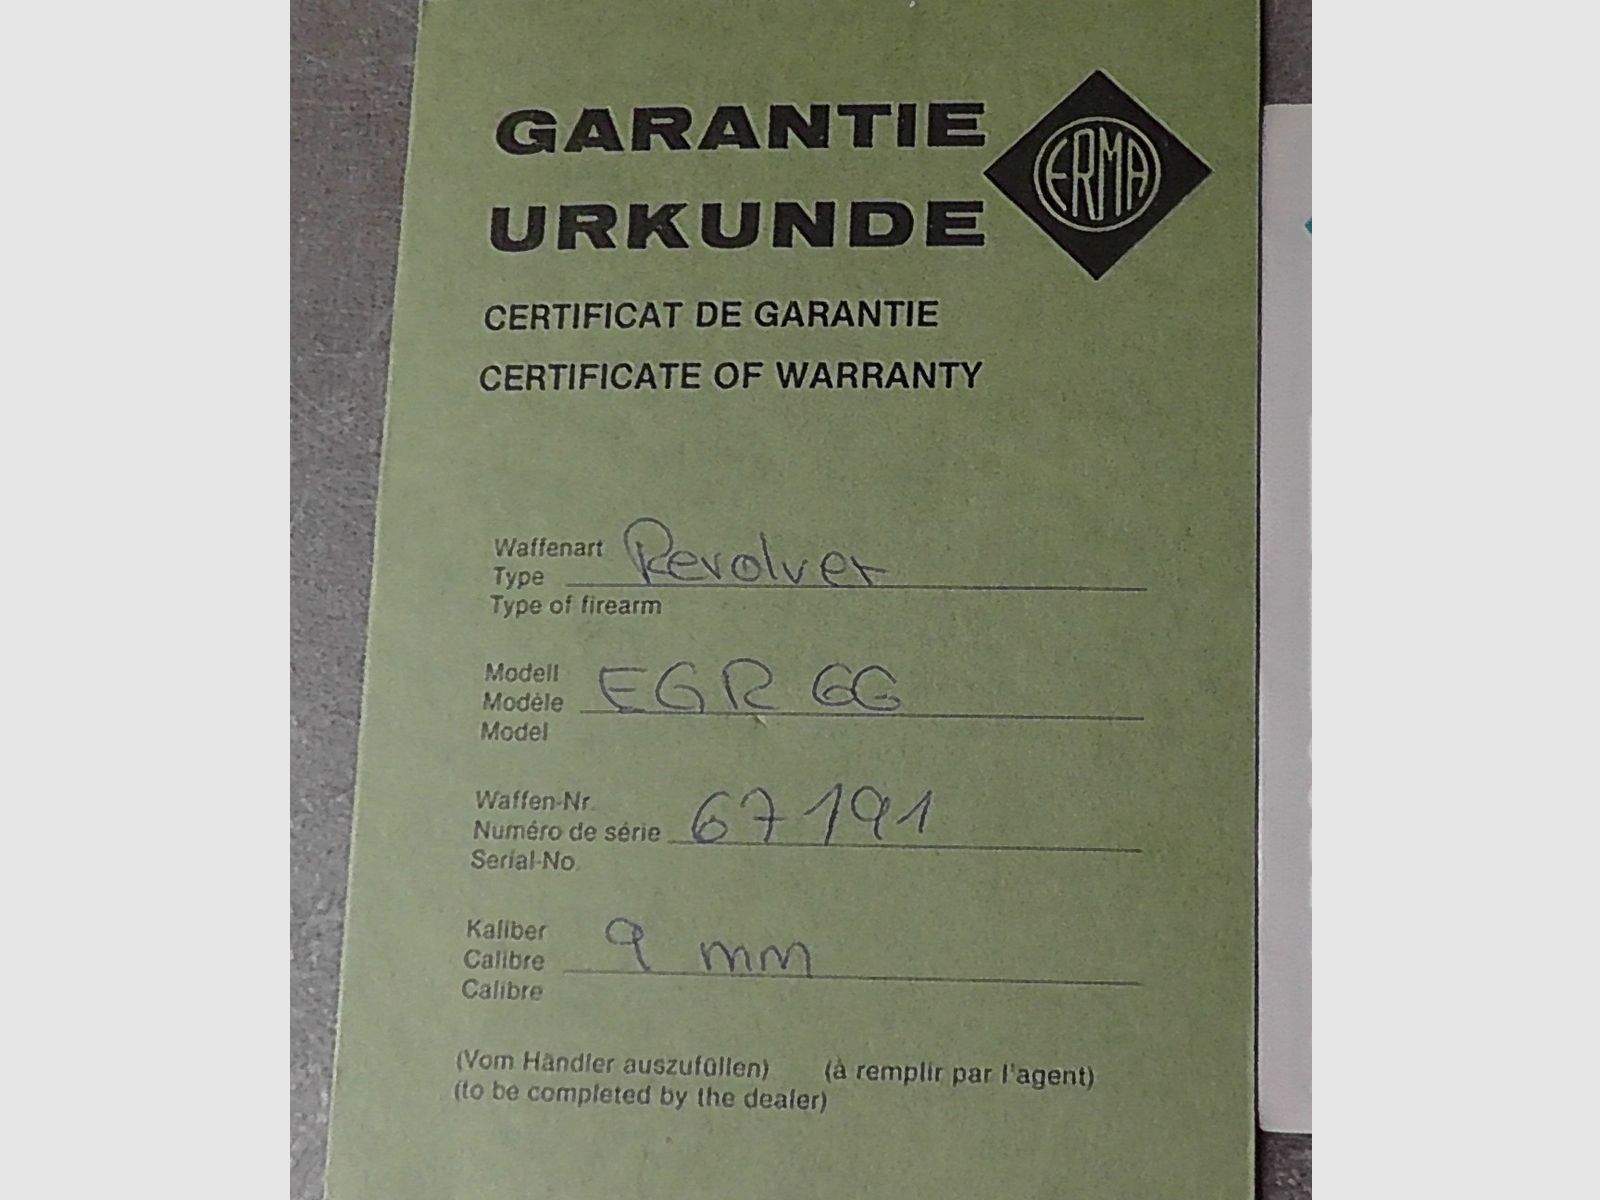 GARANTIE
URKUNDE
ERMA
CERTIFICAT DE GARANTIE
CERTIFICATE OF WARRANTY
Waffenart
Type Revolver
Type of firearm
Modell
Modèle EGR 66
Model
Waffen-Nr.
Numéro de série 67191
Serial-No.
Kaliber
Calibre 9 mm
Calibre
(Vom Händler auszufüllen) (à remplir par l'agent)
(to be completed by the dealer)